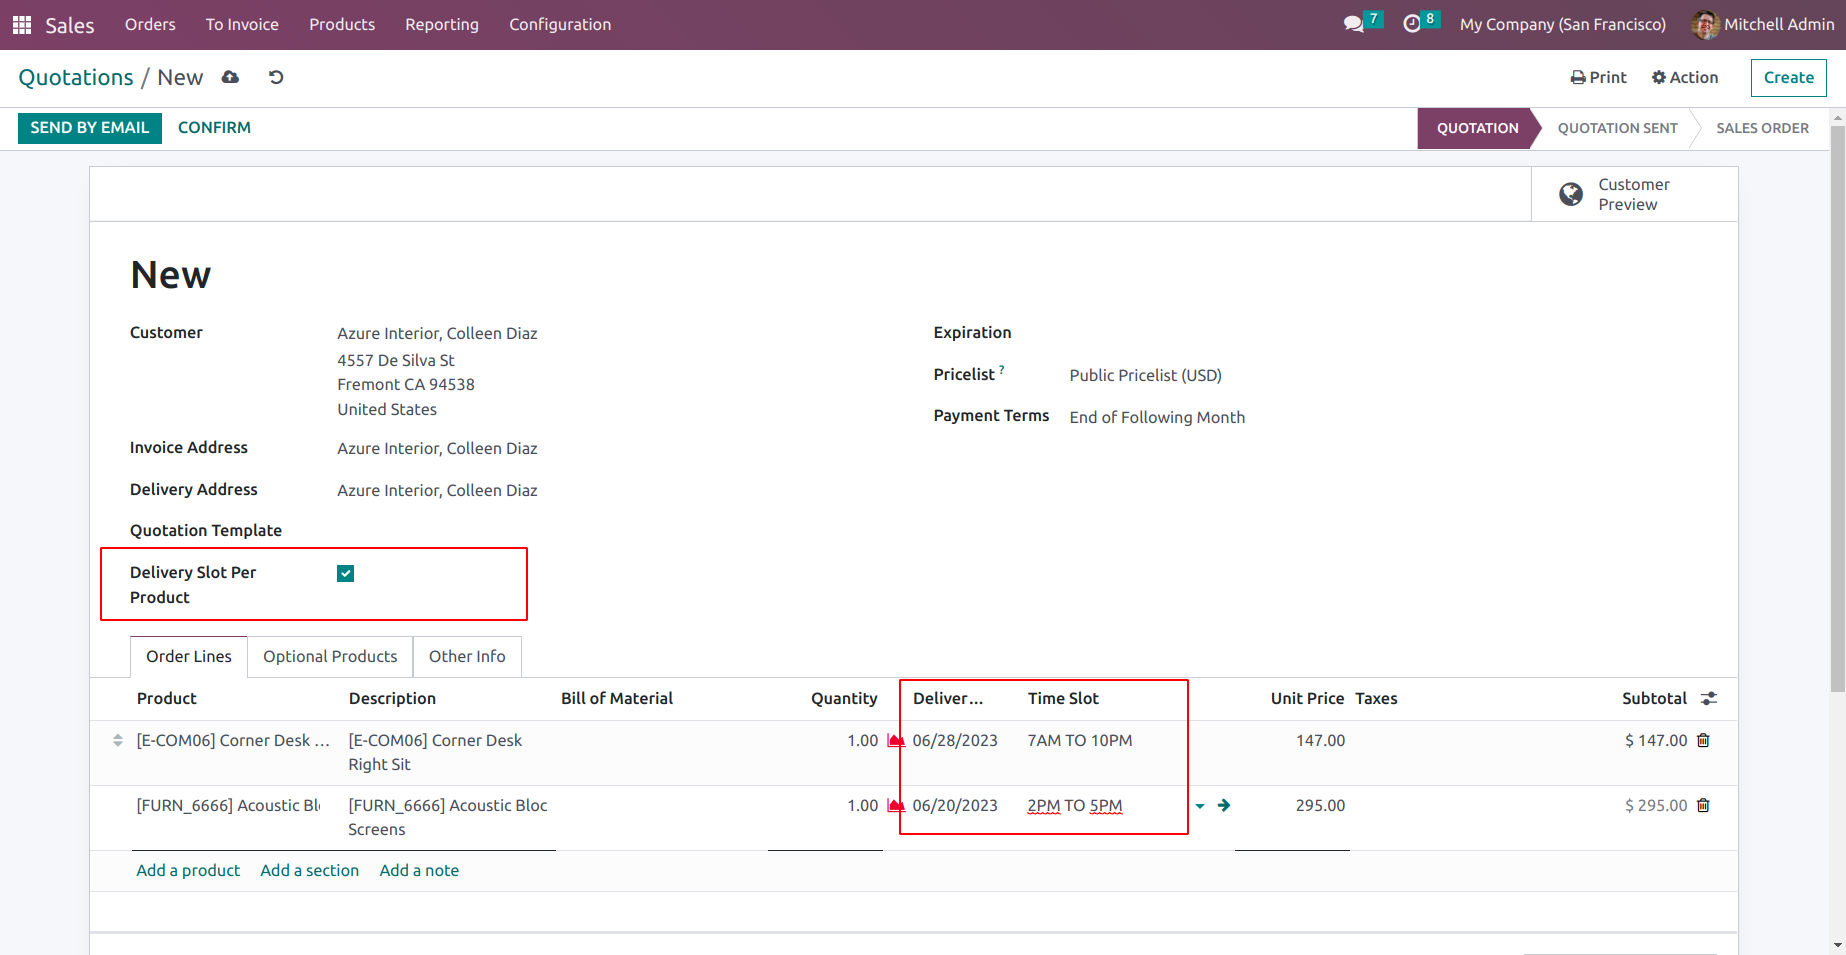 Sales Orders To Invoice Products Reporting Configuration 7 8 My Company (San Francisco) Mitchell Admin
Quotations / New Print Action Create
SEND BY EMAIL CONFIRM QUOTATION QUOTATION SENT SALES ORDER
Customer
Preview
New
Customer Azure Interior, Colleen Diaz
4557 De Silva St
Fremont CA 94538
United States
Expiration
Pricelist ? Public Pricelist (USD)
Payment Terms End of Following Month
Invoice Address Azure Interior, Colleen Diaz
Delivery Address Azure Interior, Colleen Diaz
Quotation Template
Delivery Slot Per
Product
Order Lines Optional Products Other Info
Product Description Bill of Material Quantity Deliver... Time Slot Unit Price Taxes Subtotal
[E-COM06] Corner Desk ... [E-COM06] Corner Desk 1.00 06/28/2023 7AM TO 10PM 147.00 $ 147.00
Right Sit
[FURN_6666] Acoustic Bl [FURN_6666] Acoustic Bloc 1.00 06/20/2023 2PM TO 5PM 295.00 $ 295.00
Screens
Add a product Add a section Add a note